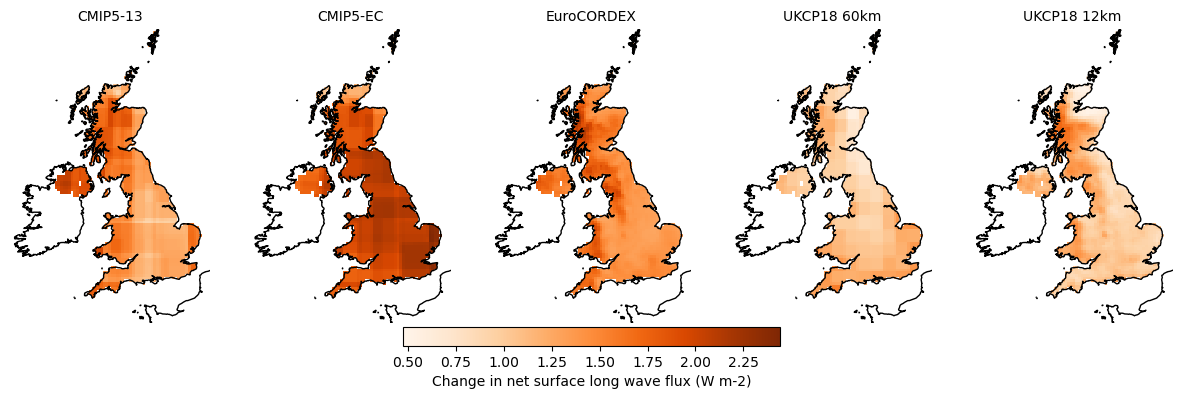 CMIP5-13 CMIP5-EC EuroCORDEX UKCP18 60km UKCP18 12km
0.50 0.75 1.00 1.25 1.50 1.75 2.00 2.25
Change in net surface long wave flux (W m-2)